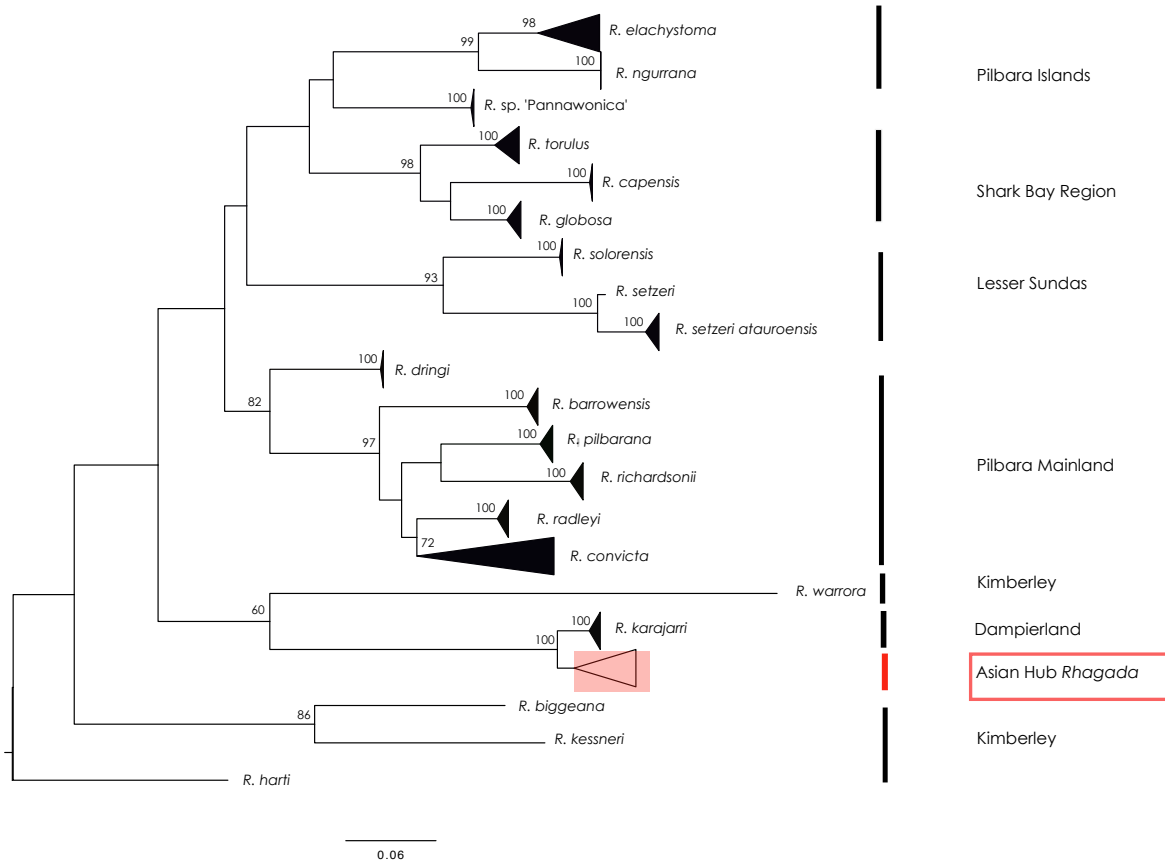 98
R. elachystoma
99
100
R. ngurrana
Pilbara Islands
100
R. sp. 'Pannawonica'
100
R. torulus
98
100
R. capensis
Shark Bay Region
100
R. globosa
100
R. solorensis
93
Lesser Sundas
R. setzeri
100
100
R. setzeri atauroensis
100
R. dringi
82
100
R. barrowensis
97
100
R. pilbarana
Pilbara Mainland
100
R. richardsonii
100
R. radleyi
72
R. convicta
Kimberley
R. warrora
60
100
R. karajarri
Dampierland
100
Asian Hub Rhagada
R. biggeana
86
R. kessneri
Kimberley
R. harti
0.06